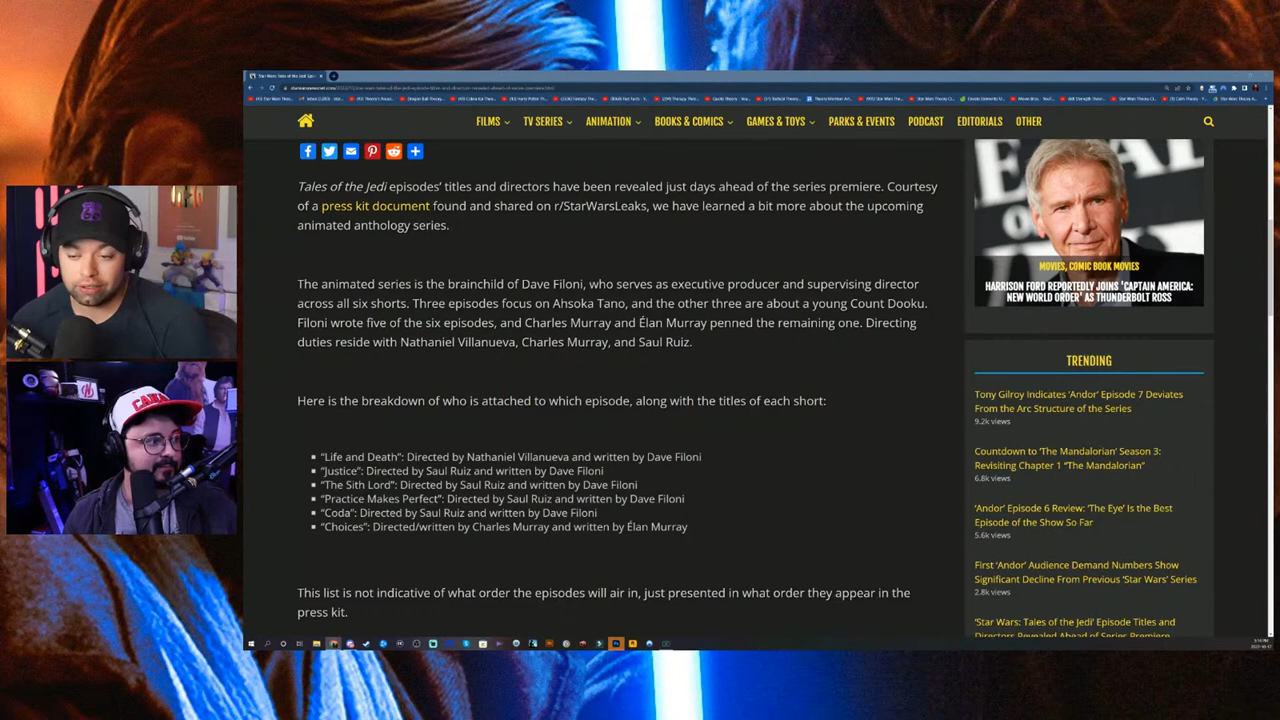 FILMS TV SERIES ANIMATION BOOKS & COMICS GAMES & TOYS PARKS & EVENTS PODCAST EDITORIALS OTHER
Tales of the Jedi episodes' titles and directors have been revealed just days ahead of the series premiere. Courtesy
of a press kit document found and shared on r/StarWarsLeaks, we have learned a bit more about the upcoming
animated anthology series.
The animated series is the brainchild of Dave Filoni, who serves as executive producer and supervising director
across all six shorts. Three episodes focus on Ahsoka Tano, and the other three are about a young Count Dooku.
Filoni wrote five of the six episodes, and Charles Murray and Élan Murray penned the remaining one. Directing
duties reside with Nathaniel Villanueva, Charles Murray, and Saul Ruiz.
Here is the breakdown of who is attached to which episode, along with the titles of each short:
"Life and Death": Directed by Nathaniel Villanueva and written by Dave Filoni
"Justice": Directed by Saul Ruiz and written by Dave Filoni
"The Sith Lord": Directed by Saul Ruiz and written by Dave Filoni
"Practice Makes Perfect": Directed by Saul Ruiz and written by Dave Filoni
"Coda": Directed by Saul Ruiz and written by Dave Filoni
"Choices": Directed/written by Charles Murray and written by Élan Murray
This list is not indicative of what order the episodes will air in, just presented in what order they appear in the
press kit.
MOVIES, COMIC BOOK MOVIES
HARRISON FORD REPORTEDLY JOINS 'CAPTAIN AMERICA:
NEW WORLD ORDER' AS THUNDERBOLT ROSS
TRENDING
Tony Gilroy Indicates 'Andor' Episode 7 Deviates
From the Arc Structure of the Series
9.2k views
Countdown to 'The Mandalorian' Season 3:
Revisiting Chapter 1 "The Mandalorian"
6.8k views
'Andor' Episode 6 Review: 'The Eye' Is the Best
Episode of the Show So Far
5.6k views
First 'Andor' Audience Demand Numbers Show
Significant Decline From Previous 'Star Wars' Series
2.8k views
'Star Wars: Tales of the Jedi' Episode Titles and
Directors Revealed Ahead of Series Premiere